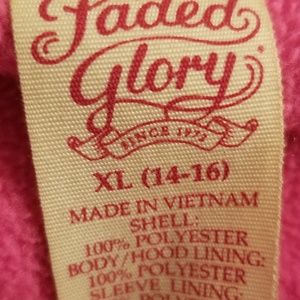 Faded
Glory
SINCE 1972
XL (14-16)
MADE IN VIETNAM
SHELL:
100% POLYESTER
BODY/HOOD LINING:
100% POLYESTER
SLEEVE LINING: